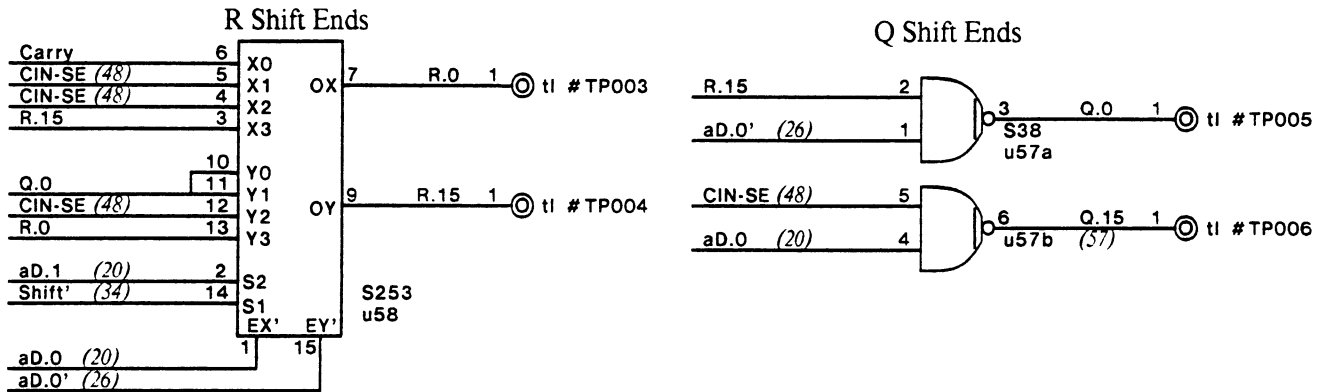 R Shift Ends
Carry 6 X0
CIN-SE (48) 5 X1 OX 7 R.0 1 tl #TP003
CIN-SE (48) 4 X2
R.15 3 X3
10 Y0
Q.0 11 Y1
CIN-SE (48) 12 Y2 OY 9 R.15 1 tl #TP004
R.0 13 Y3
aD.1 (20) 2 S2
Shift' (34) 14 S1
S253
u58
EX' EY'
1 15
aD.0 (20)
aD.0' (26)
Q Shift Ends
R.15 2
3 Q.0 1 tl #TP005
aD.0' (26) 1
S38
u57a
CIN-SE (48) 5
6 Q.15 1 tl #TP006
aD.0 (20) 4
u57b (57)